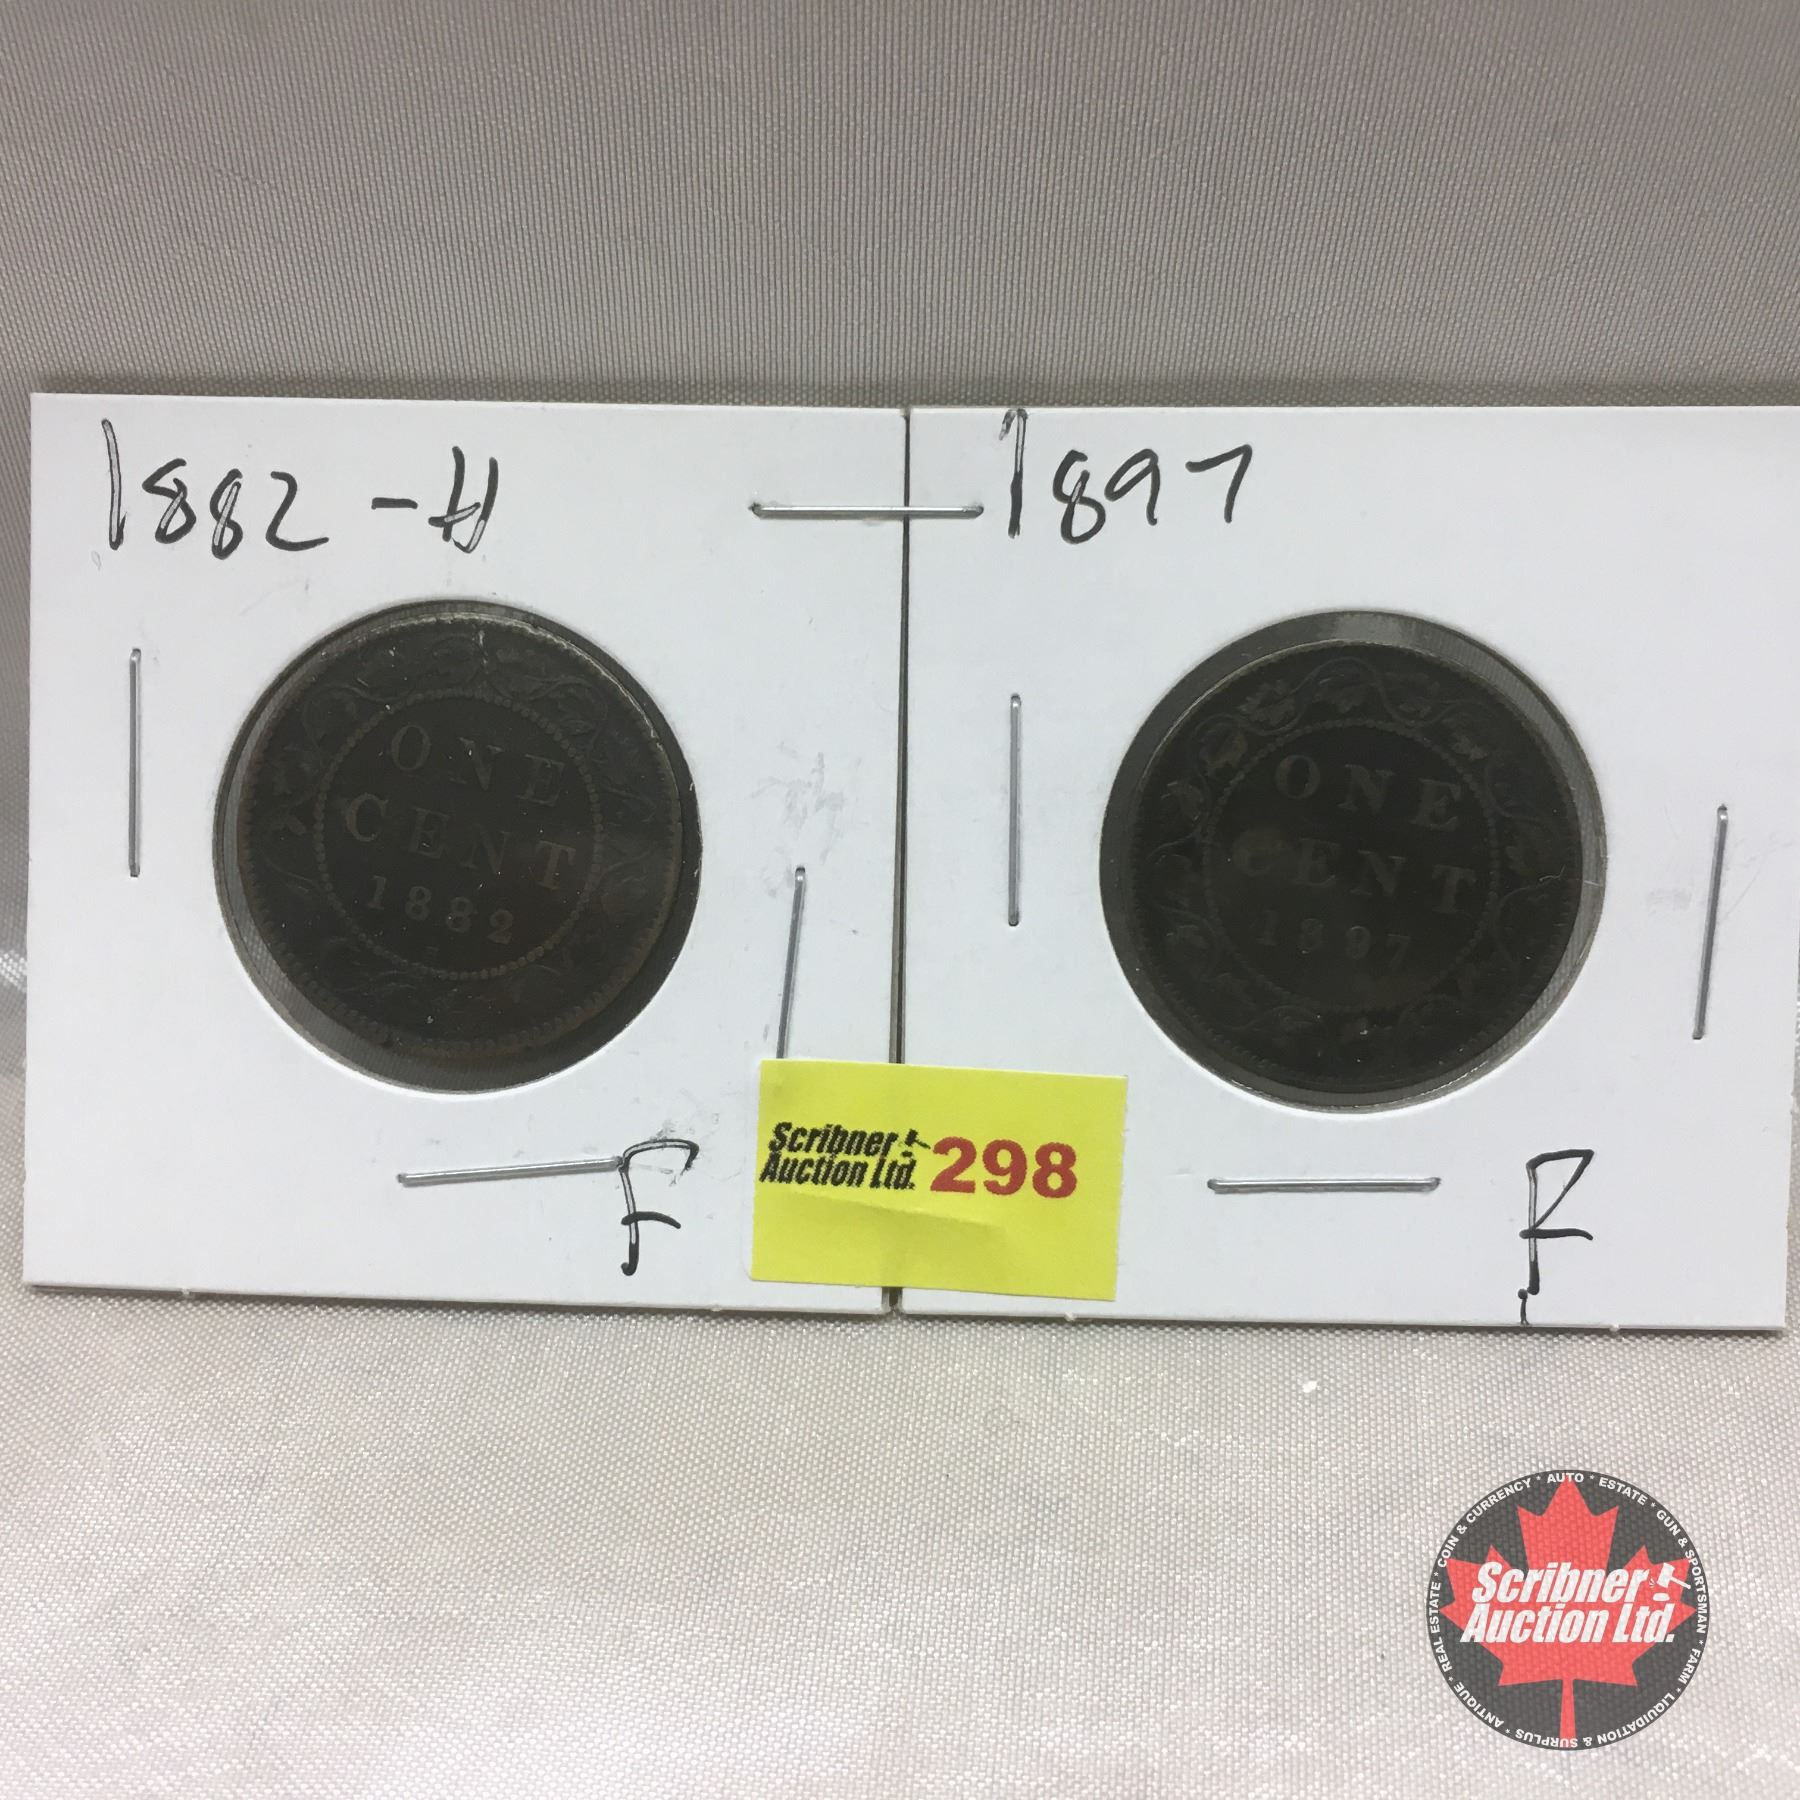 1882-H
1897
ONE
CENT
1882
ONE
CENT
1897
F
Scribner
Auction Ltd.
298
F
COIN & CURRENCY * AUTO * ESTATE * GUN & SPORTSMAN * FARM * LIQUIDATION & SURPLUS * ANTIQUE * REAL ESTATE *
Scribner
Auction Ltd.